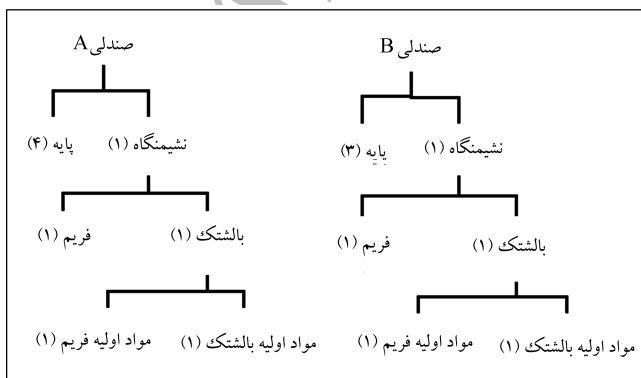 صندلی A
صندلی B
نشیمنگاه (۱) پایه (۴)
نشیمنگاه (۱) پایه (۳)
بالشتک (۱) فریم (۱)
بالشتک (۱) فریم (۱)
مواد اولیه بالشتک (۱) مواد اولیه فریم (۱)
مواد اولیه بالشتک (۱) مواد اولیه فریم (۱)